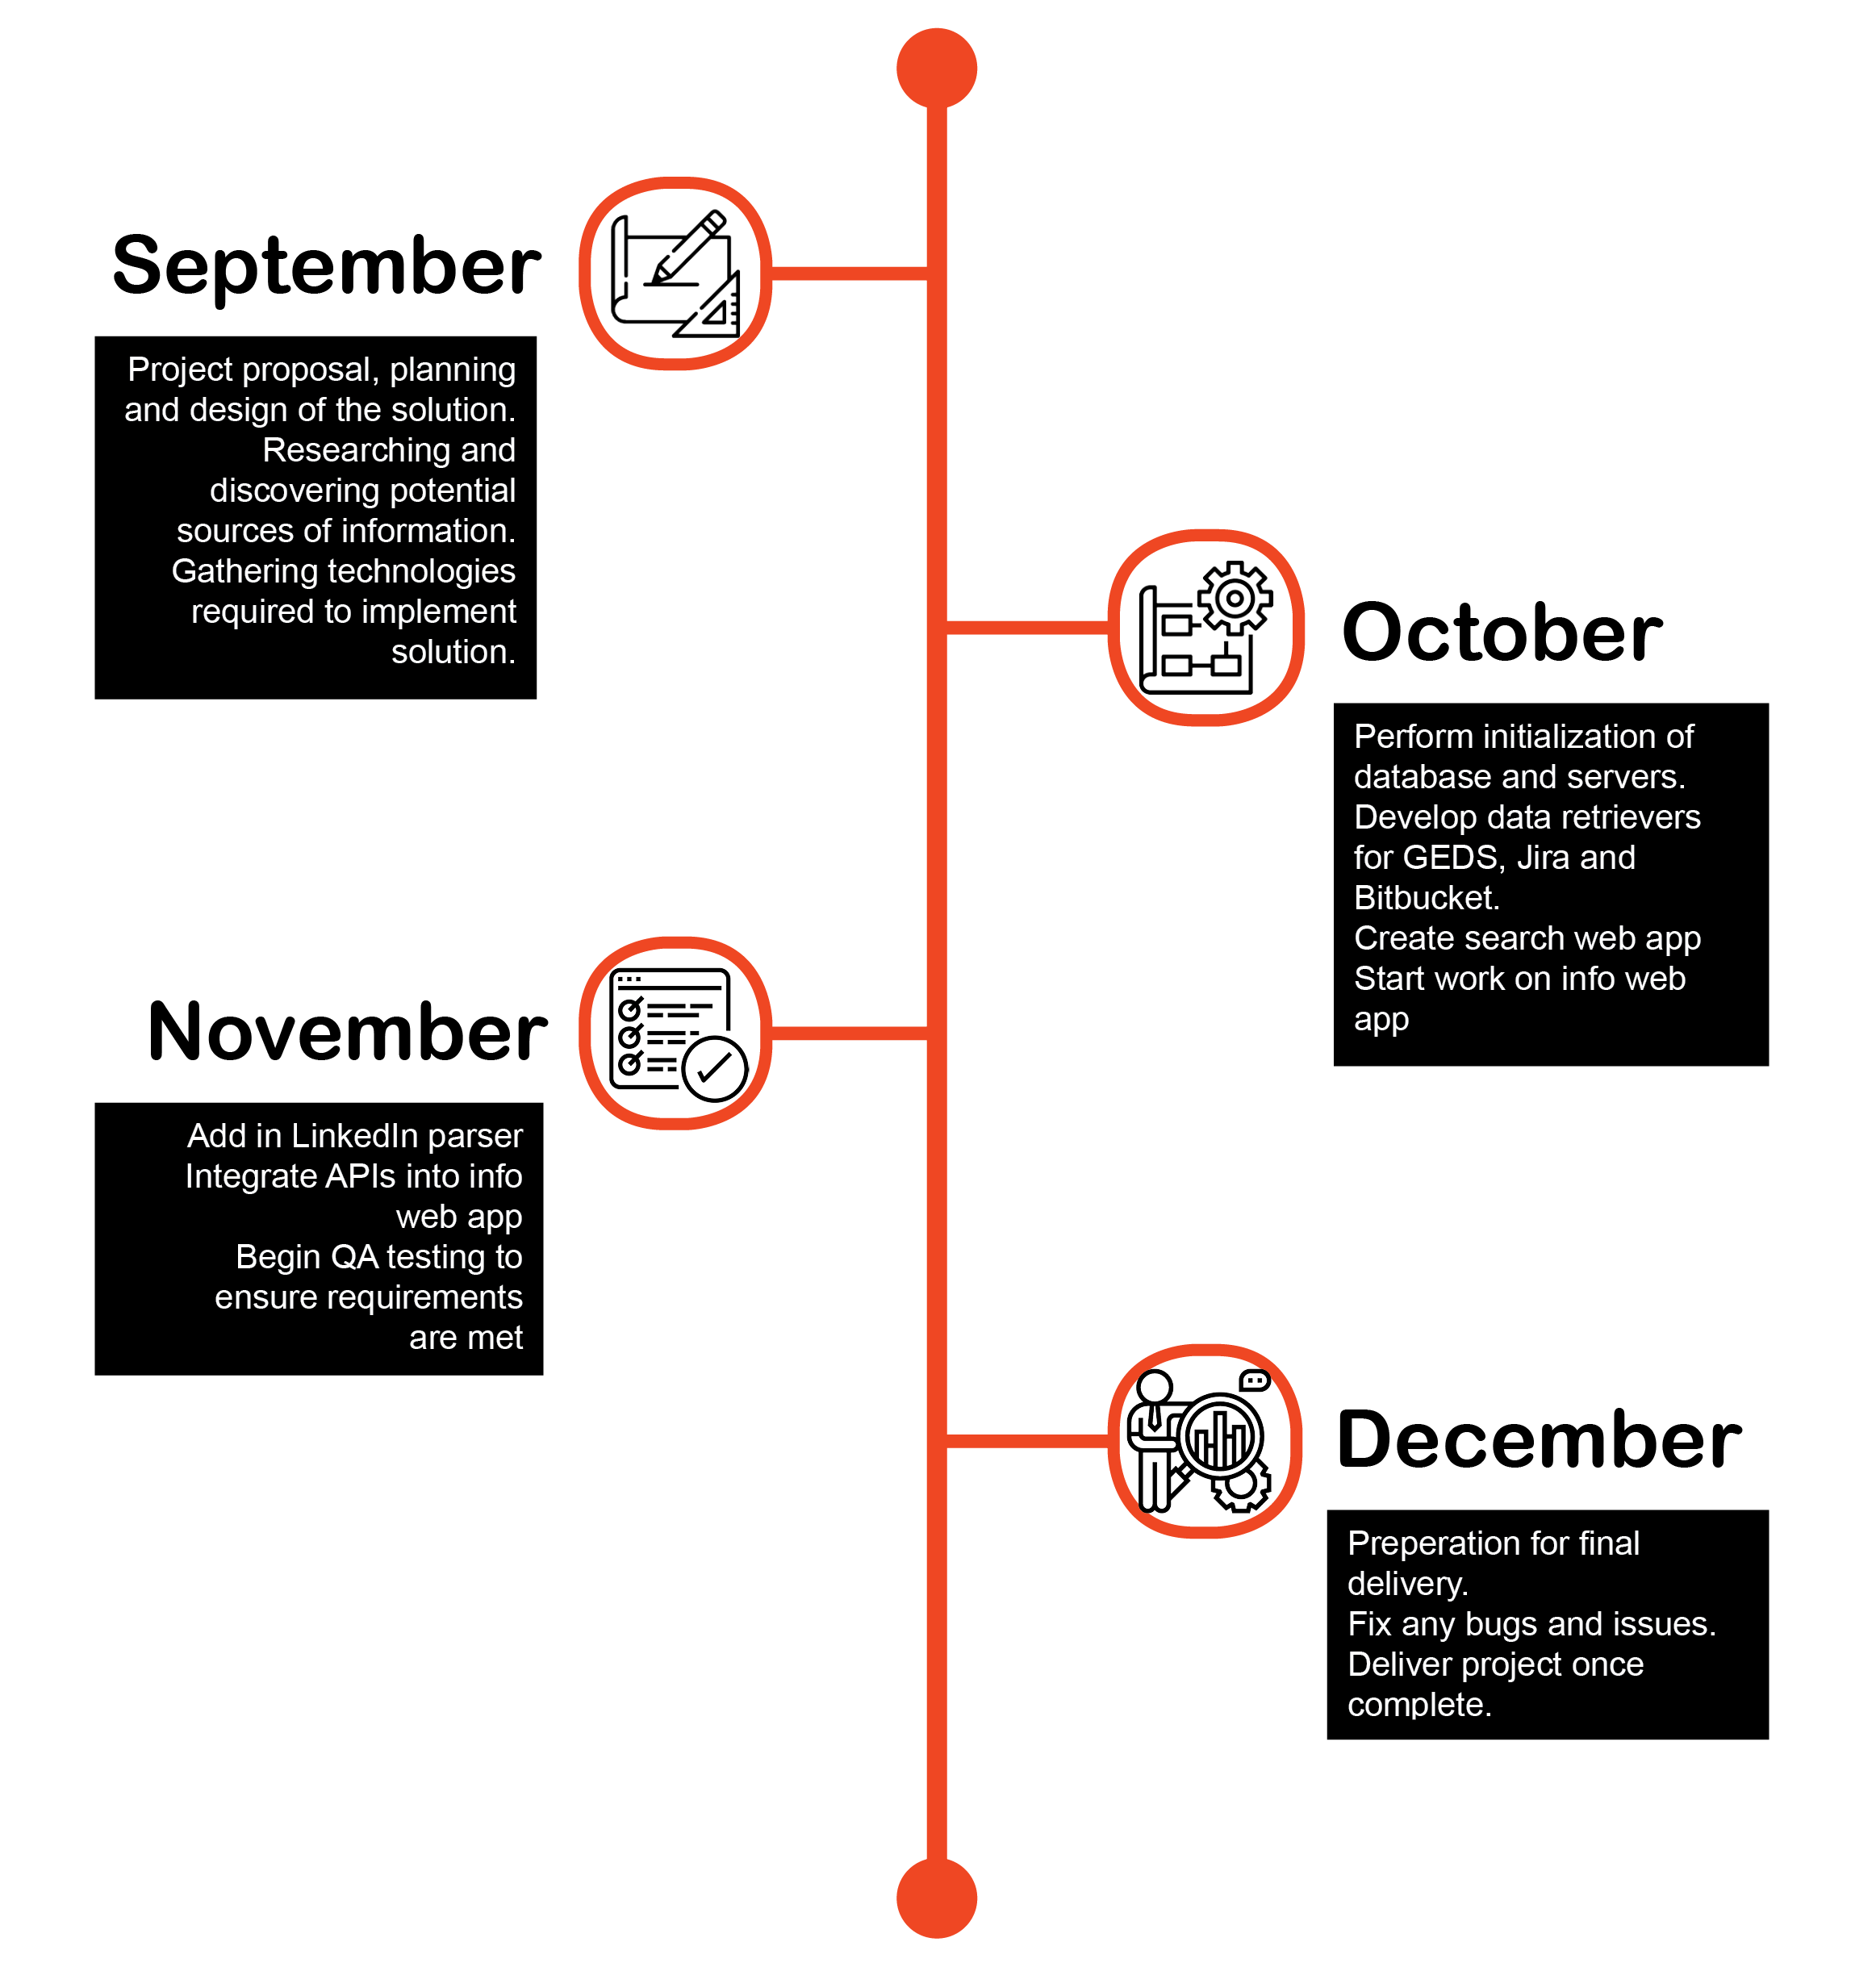 September
Project proposal, planning
and design of the solution.
Researching and
discovering potential
sources of information.
Gathering technologies
required to implement
solution.
October
Perform initialization of
database and servers.
Develop data retrievers
for GEDS, Jira and
Bitbucket.
Create search web app
Start work on info web
app
November
Add in LinkedIn parser
Integrate APIs into info
web app
Begin QA testing to
ensure requirements
are met
December
Preperation for final
delivery.
Fix any bugs and issues.
Deliver project once
complete.